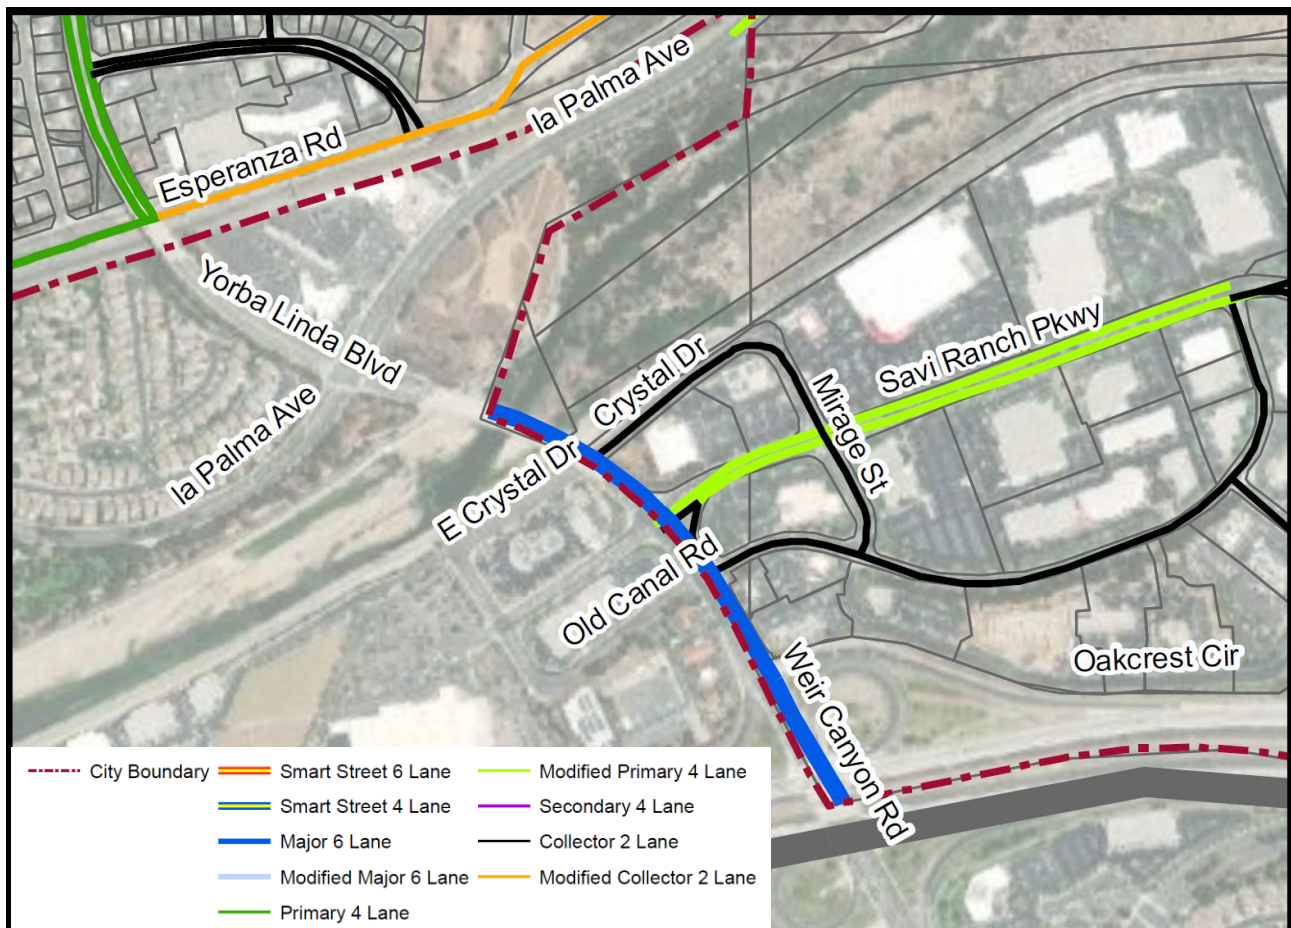 la Palma Ave
Esperanza Rd
Yorba Linda Blvd
la Palma Ave
Crystal Dr
Savi Ranch Pkwy
Mirage St
E Crystal Dr
Old Canal Rd
Weir Canyon Rd
Oakcrest Cir
City Boundary
Smart Street 6 Lane
Smart Street 4 Lane
Major 6 Lane
Modified Major 6 Lane
Primary 4 Lane
Modified Primary 4 Lane
Secondary 4 Lane
Collector 2 Lane
Modified Collector 2 Lane